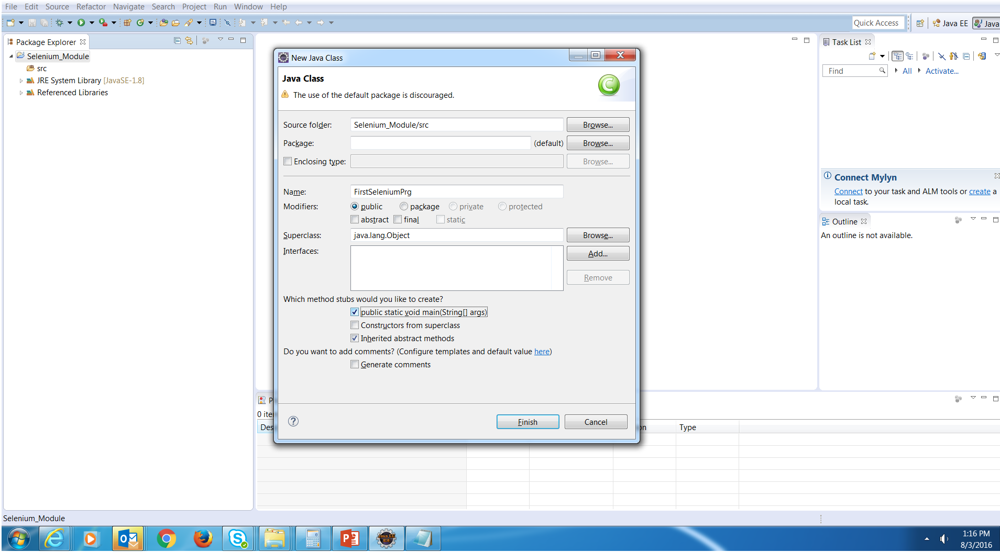 File Edit Source Refactor Navigate Search Project Run Window Help
Quick Access
Java EE
Java
Package Explorer
Selenium_Module
src
JRE System Library [JavaSE-1.8]
Referenced Libraries
New Java Class
Java Class
The use of the default package is discouraged.
Source folder: Selenium_Module/src Browse...
Package: (default) Browse...
Enclosing type: Browse...
Name: FirstSeleniumPrg
Modifiers: public package private protected
abstract final static
Superclass: java.lang.Object Browse...
Interfaces: Add...
Remove
Which method stubs would you like to create?
public static void main(String[] args)
Constructors from superclass
Inherited abstract methods
Do you want to add comments? (Configure templates and default value here)
Generate comments
Finish Cancel
Task List
Find All Activate...
Connect Mylyn
Connect to your task and ALM tools or create a
local task.
Outline
An outline is not available.
P
0 ite
Des on Type
Selenium_Module
Java EE
IDE
1:16 PM
8/3/2016